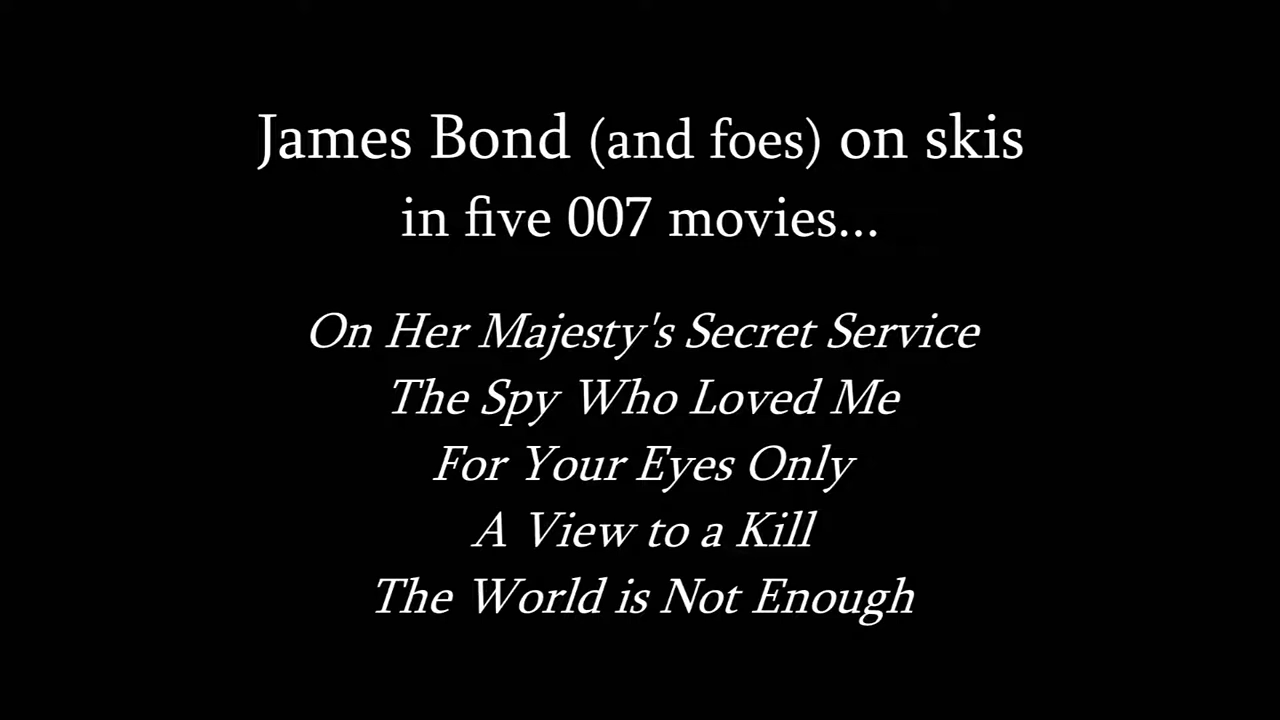 James Bond (and foes) on skis
in five 007 movies...
On Her Majesty's Secret Service
The Spy Who Loved Me
For Your Eyes Only
A View to a Kill
The World is Not Enough